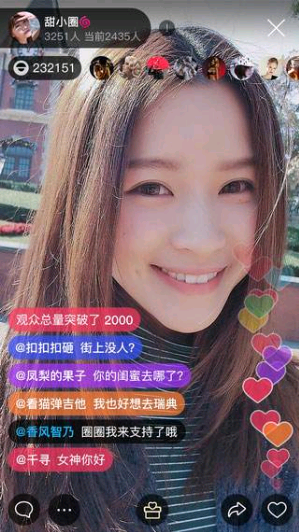 甜小圈
3251人 当前2435人
232151
观众总量突破了 2000
@扣扣扣砸 街上没人?
@凤梨的果子 你的闺蜜去哪了?
@看猫弹吉他 我也好想去瑞典
@香风智乃 圈圈我来支持了哦
@千寻 女神你好